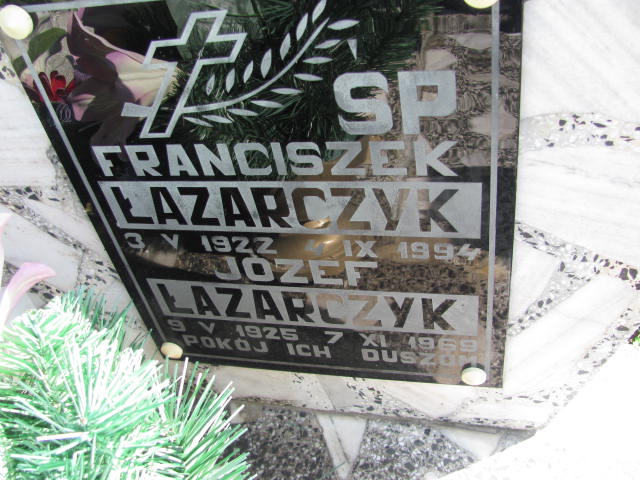 SP
FRANCISZEK
ŁAZARCZYK
3 V 1922 4 IX 1994
JÓZEF
ŁAZARCZYK
9 V 1925 7 XI 1969
POKÓJ ICH DUSZOM